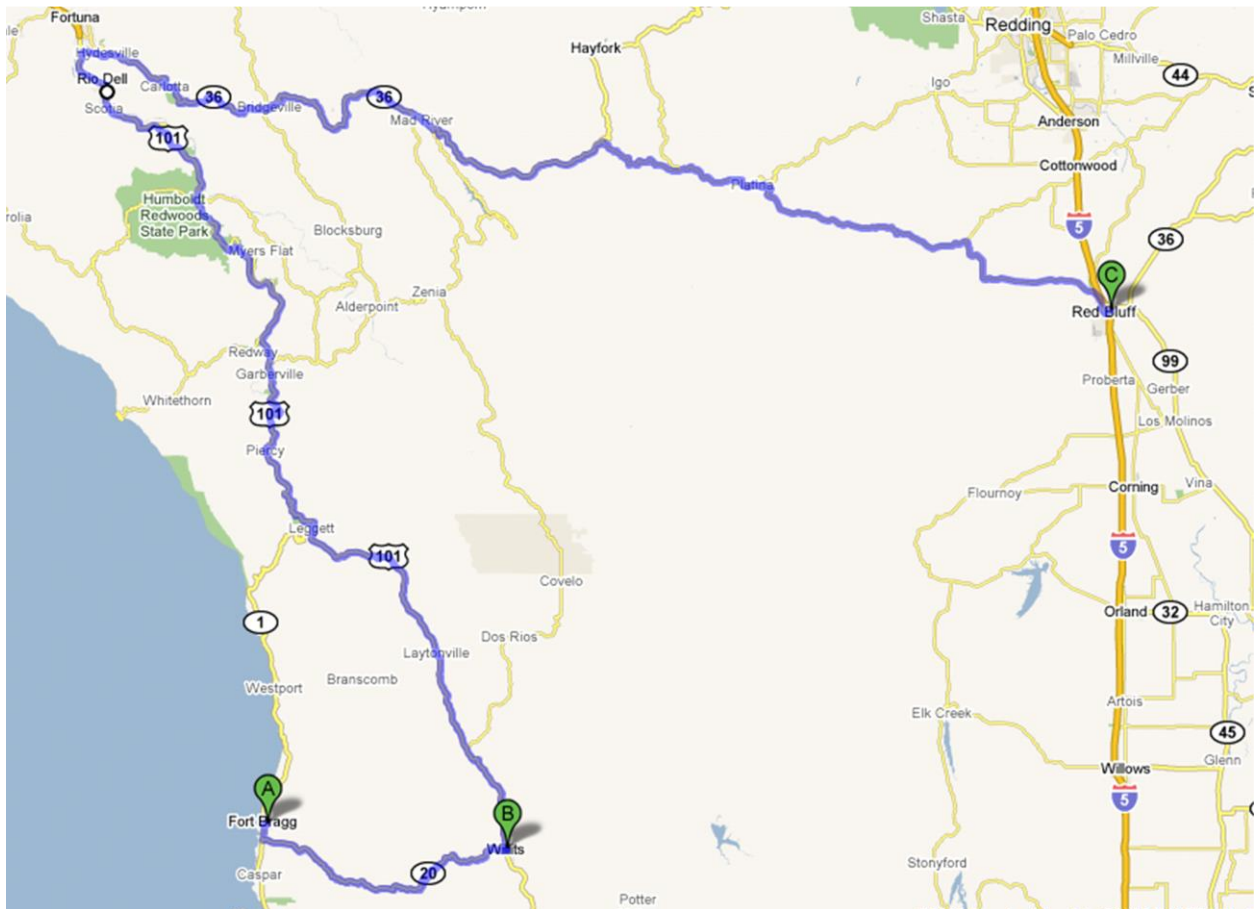 Fortuna
Hydesville
Rio Dell
Carlotta
Scotia
36
Bridgeville
36
Mad River
Hayfork
Shasta
Redding
Palo Cedro
Millville
44
Igo
Anderson
Cottonwood
101
Humboldt
Redwoods
State Park
Blocksburg
Myers Flat
Platina
5
36
C
Red Bluff
Zenia
Alderpoint
Redway
Garberville
Whitethorn
101
Piercy
99
Proberta
Gerber
Los Molinos
Corning
Vina
Flournoy
Leggett
101
Covelo
5
Orland
32
Hamilton
City
1
Dos Rios
Laytonville
Branscomb
Westport
Artois
Elk Creek
45
Glenn
Willows
5
A
Fort Bragg
B
Caspar
20
Stonyford
Potter